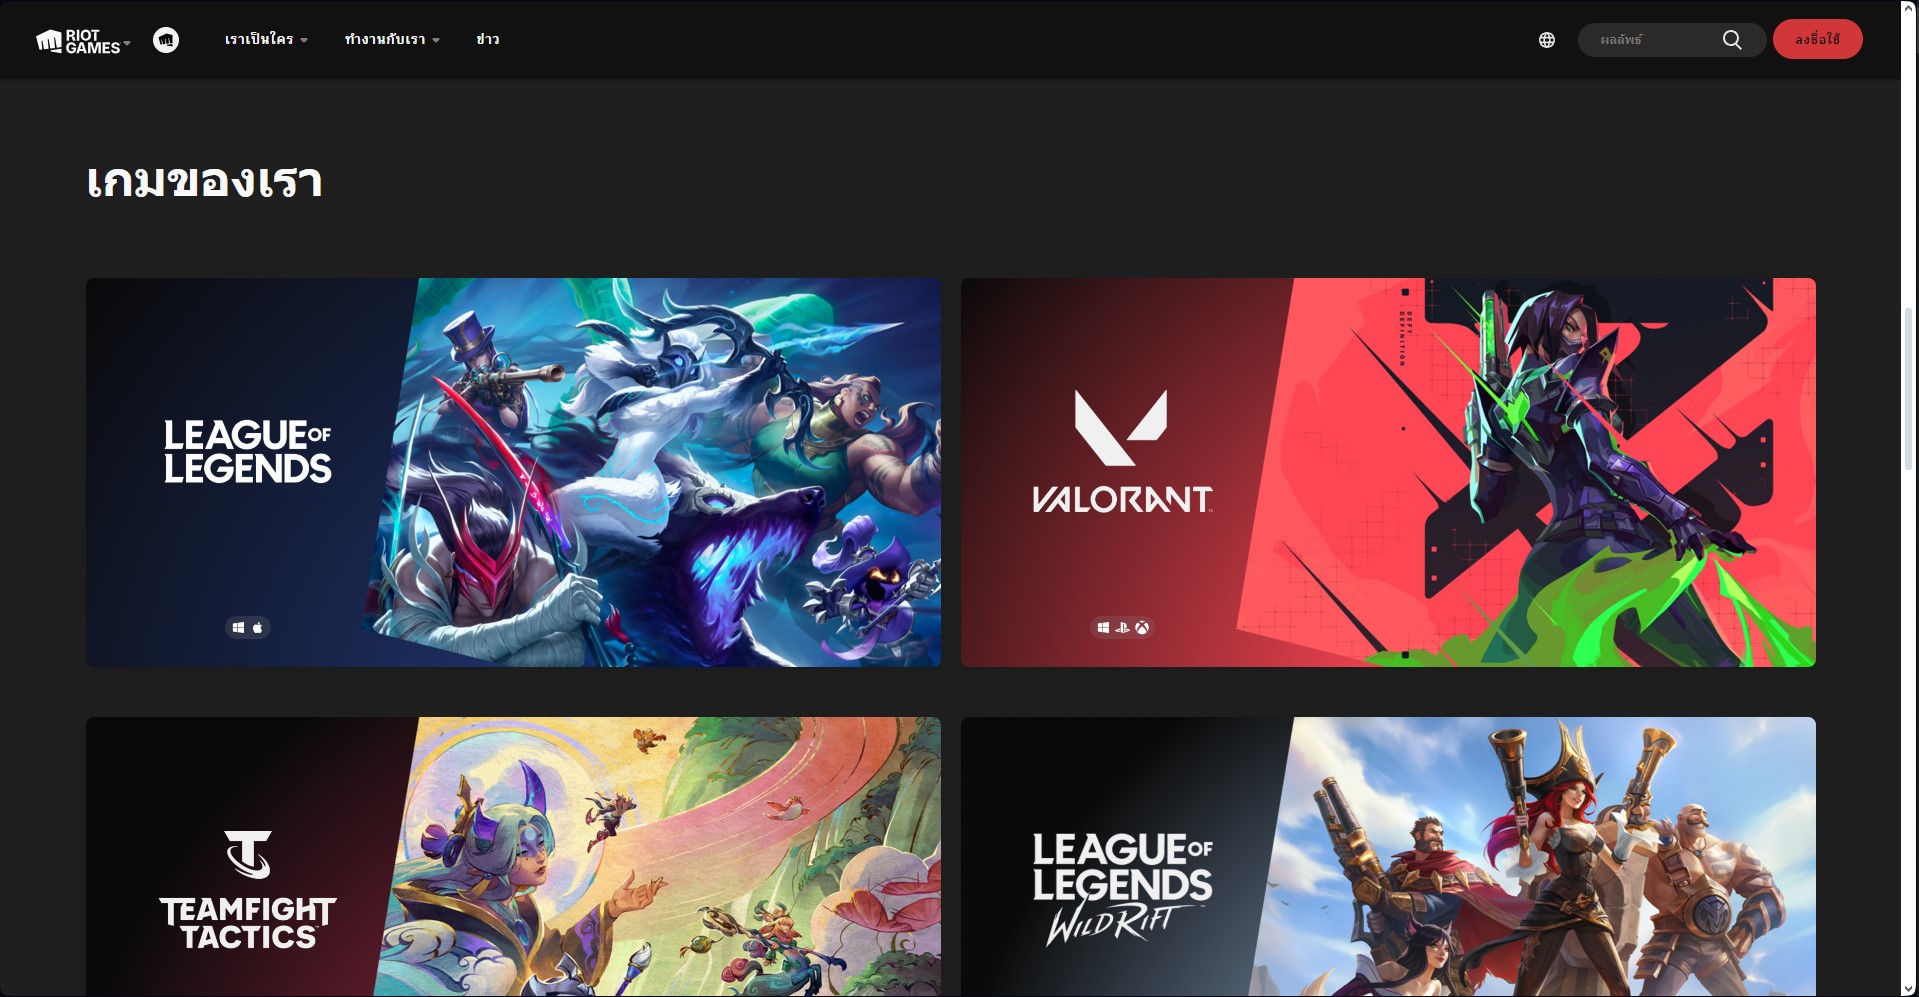 RIOT
GAMES
เราเป็นใคร
ทำงานกับเรา
ข่าว
ผลลัพธ์
ลงชื่อใช้
เกมของเรา
LEAGUE OF
LEGENDS
VALORANT
DEFY
DEFINITION
TEAMFIGHT
TACTICS
LEAGUE OF
LEGENDS
WILD RIFT